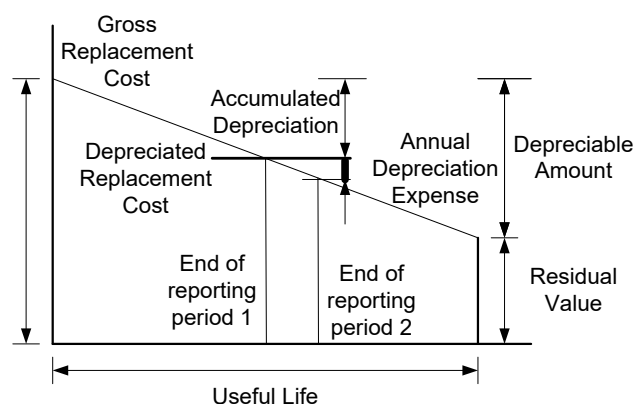 Gross
Replacement
Cost
Accumulated
Depreciation
Annual
Depreciation
Expense
Depreciable
Amount
Depreciated
Replacement
Cost
End of
reporting
period 1
End of
reporting
period 2
Residual
Value
Useful Life